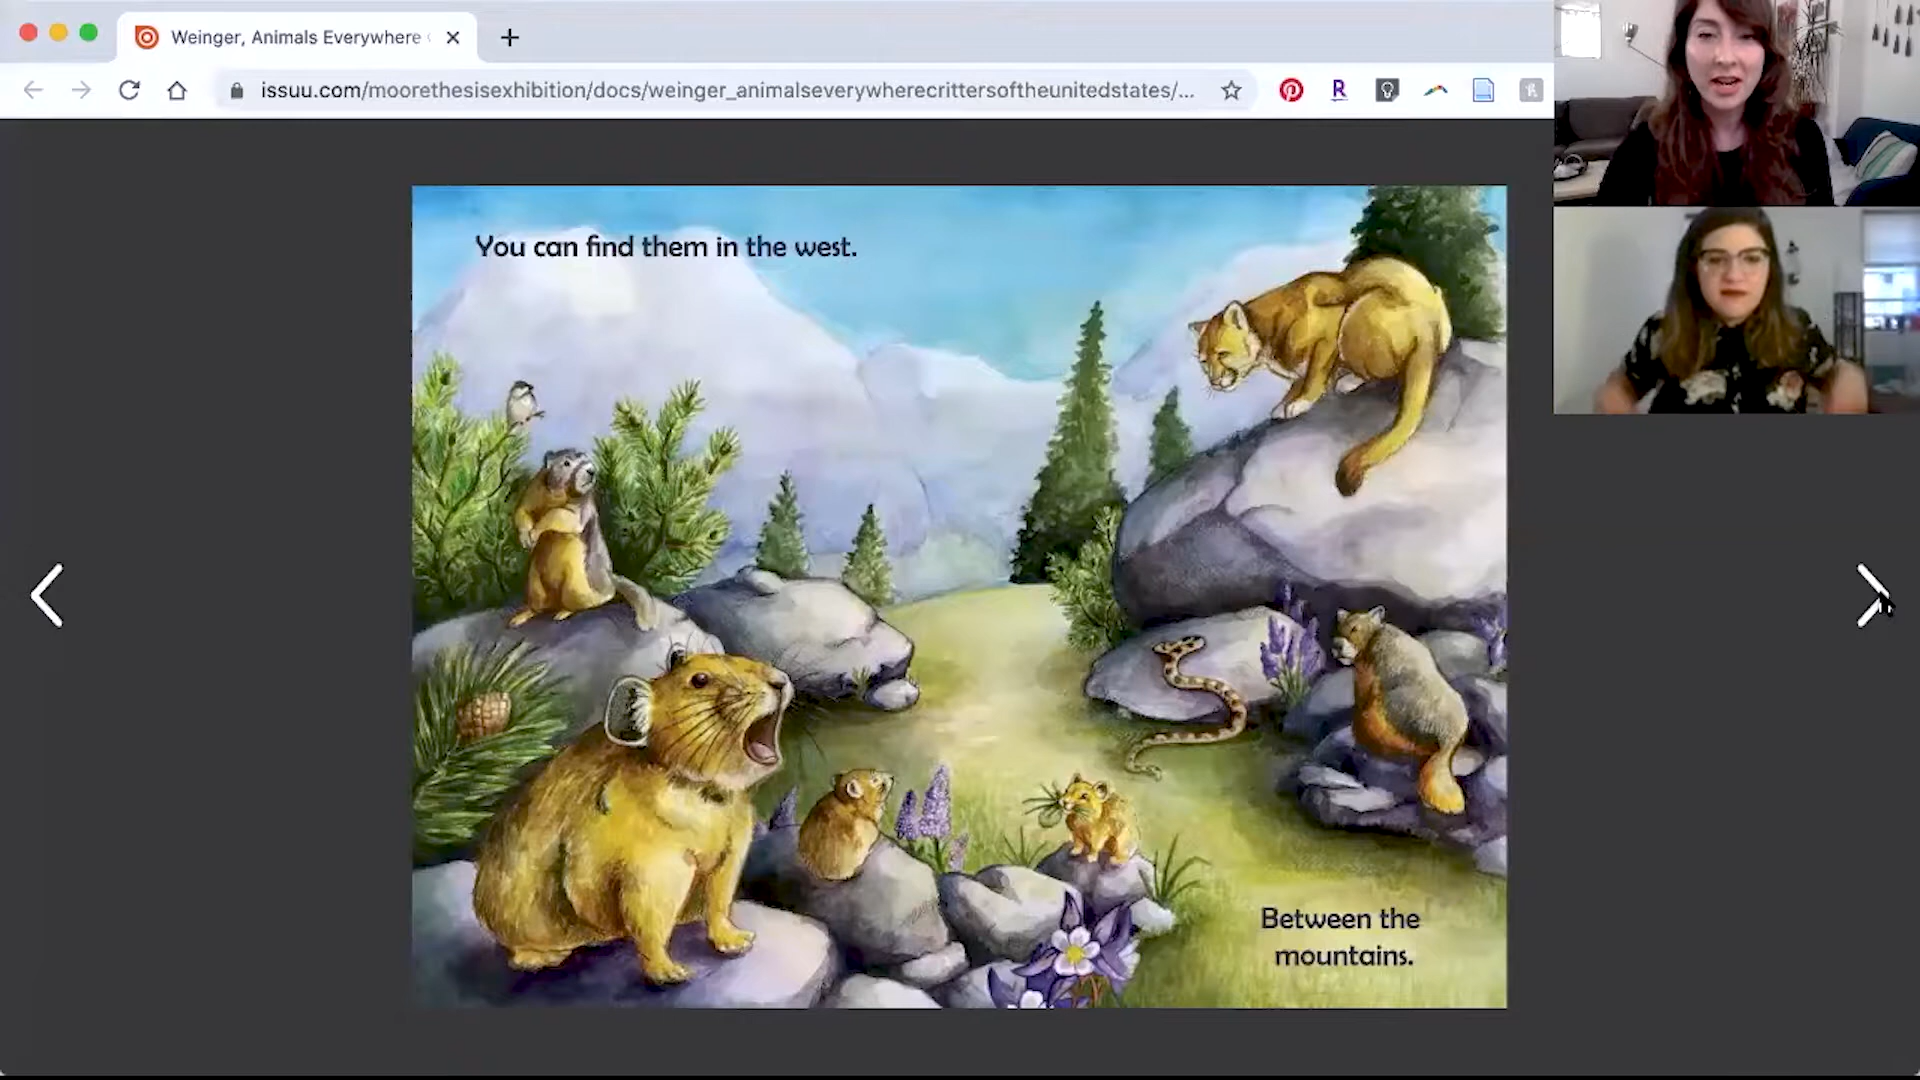 Weinger, Animals Everywhere
issuu.com/moorethesisexhibition/docs/weinger_animalseverywherecrittersoftheunitedstates/...
R
You can find them in the west.
Between the
mountains.